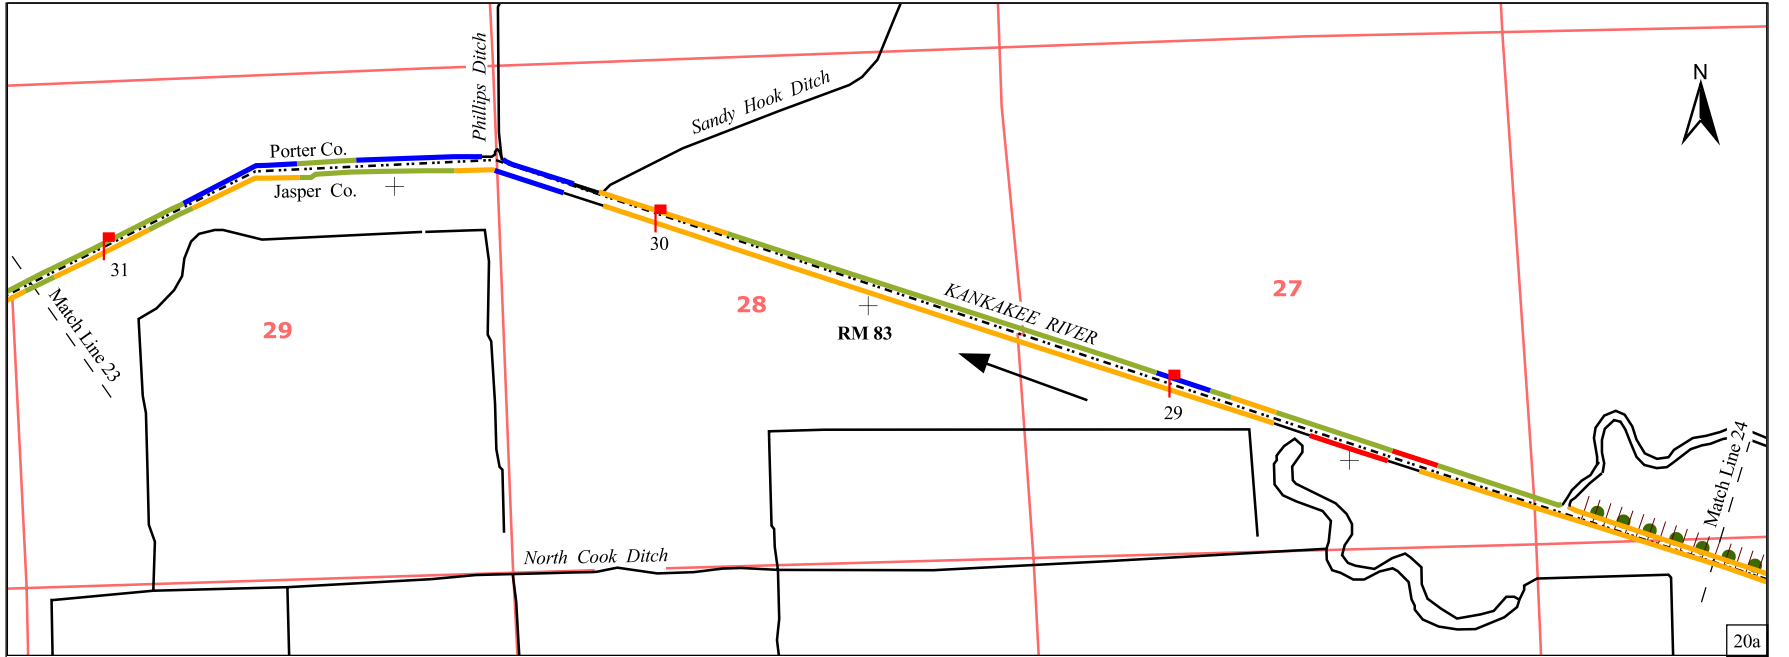 Phillips Ditch
Sandy Hook Ditch
N
Porter Co.
Jasper Co.
31
30
Match Line 23
29
28
27
KANKAKEE RIVER
RM 83
29
Match Line 24
North Cook Ditch
20a